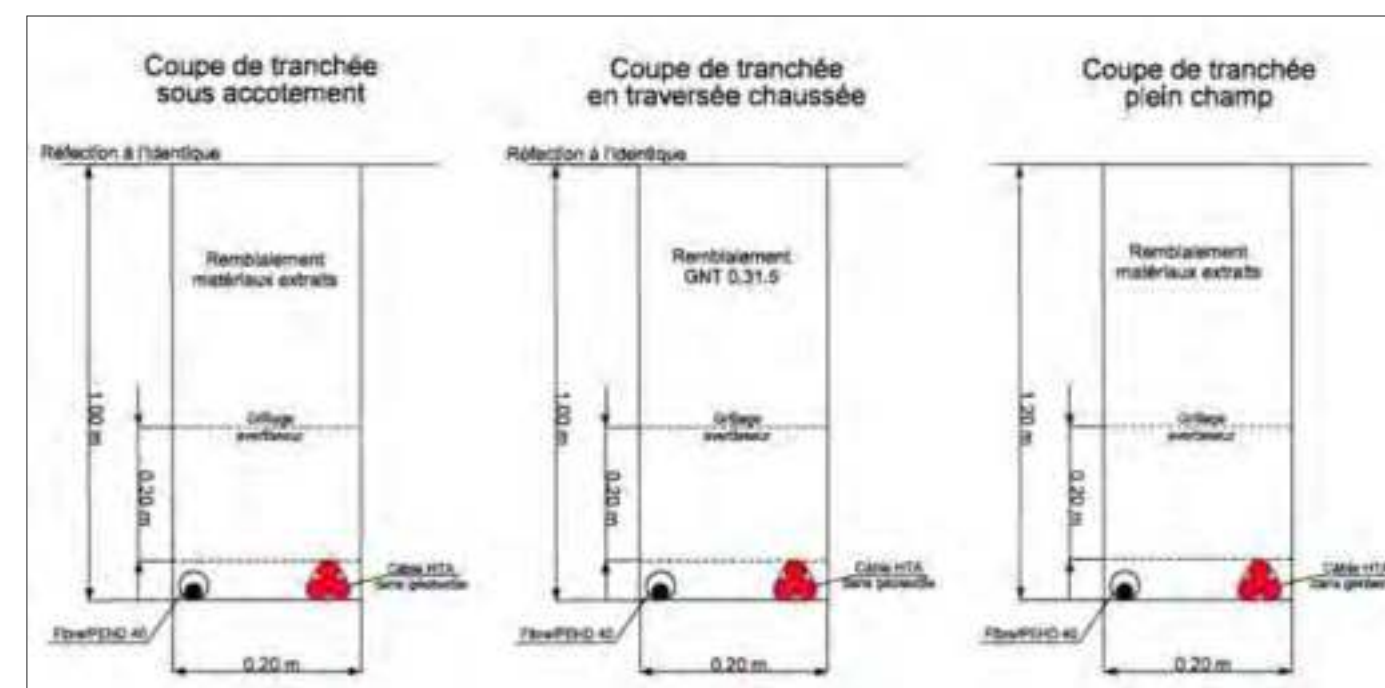 Coupe de tranchée
sous accotement
Réfection à l'identique
Remblaiement
matériaux extraits
1.00 m
Grillage
avertisseur
0.20 m
Câble HTA
Fibre/PEHD 40
0.20 m
Coupe de tranchée
en traversée chaussée
Réfection à l'identique
Remblaiement
GNT 0.31.5
1.00 m
Grillage
avertisseur
0.20 m
Câble HTA
Fibre/PEHD 40
0.20 m
Coupe de tranchée
plein champ
Remblaiement
matériaux extraits
1.20 m
Grillage
avertisseur
0.20 m
Câble HTA
Fibre/PEHD 40
0.20 m